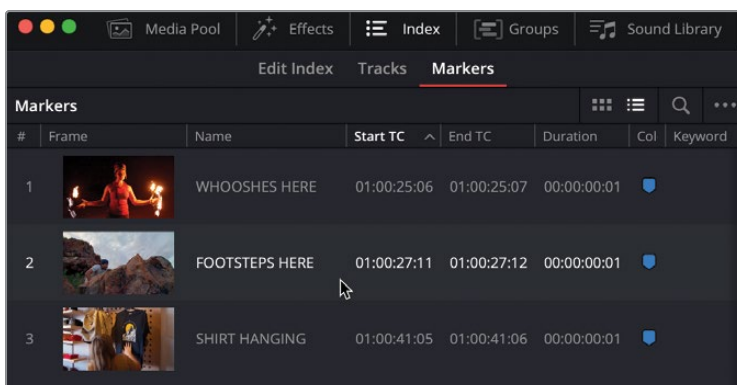 Media Pool Effects Index Groups Sound Library
Edit Index Tracks Markers
Markers
# Frame Name Start TC End TC Duration Col Keyword
1 WHOOSHES HERE 01:00:25:06 01:00:25:07 00:00:00:01
2 FOOTSTEPS HERE 01:00:27:11 01:00:27:12 00:00:00:01
3 SHIRT HANGING 01:00:41:05 01:00:41:06 00:00:00:01